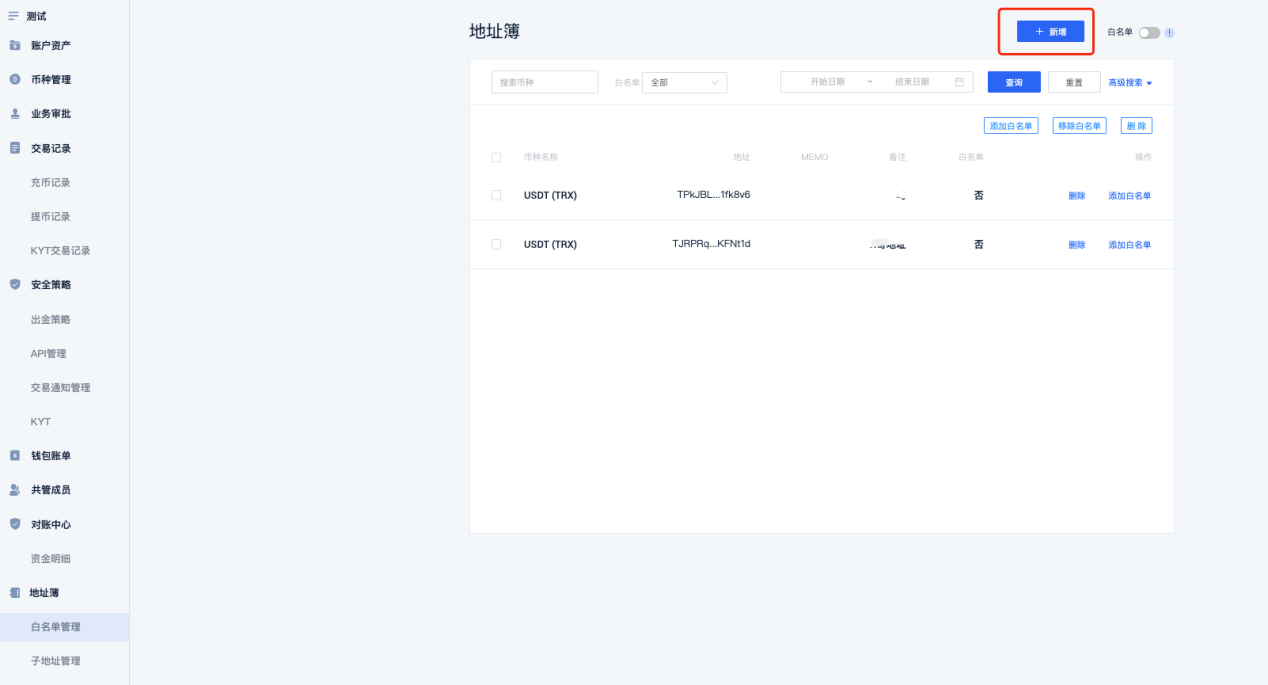 测试
账户资产
币种管理
业务审批
交易记录
充币记录
提币记录
KYT交易记录
安全策略
出金策略
API管理
交易通知管理
KYT
钱包账单
共管成员
对账中心
资金明细
地址簿
白名单管理
子地址管理
地址簿
+ 新增 白名单 !
搜索币种 白名单 全部 开始日期 ~ 结束日期 查询 重置 高级搜索
添加白名单 移除白名单 删 除
币种名称 地址 MEMO 备注 白名单 操作
USDT (TRX) TPkJBL...1fk8v6 否 删除 添加白名单
USDT (TRX) TJRPRq...KFNt1d 地址 否 删除 添加白名单